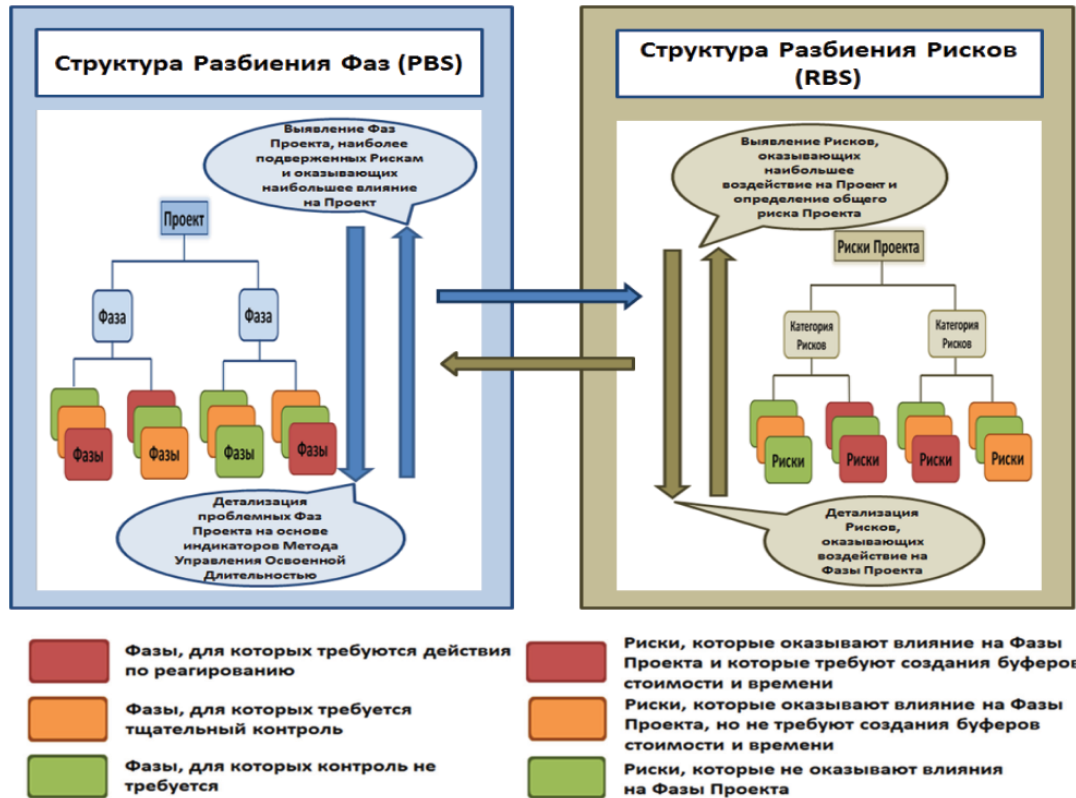 Структура Разбиения Фаз (PBS)
Выявление Фаз
Проекта, наиболее
подверженных Рискам
и оказывающих
наибольшее влияние
на Проект
Проект
Фаза
Фаза
Фазы
Фазы
Фазы
Фазы
Детализация
проблемных Фаз
Проекта на основе
индикаторов Метода
Управления Освоенной
Длительностью
Структура Разбиения Рисков
(RBS)
Выявление Рисков,
оказывающих
наибольшее
воздействие на Проект и
определение общего
риска Проекта
Риски Проекта
Категория
Рисков
Категория
Рисков
Риски
Риски
Риски
Риски
Детализация
Рисков,
оказывающих
воздействие на
Фазы Проекта
Фазы, для которых требуются действия
по реагированию
Фазы, для которых требуется
тщательный контроль
Фазы, для которых контроль не
требуется
Риски, которые оказывают влияние на Фазы
Проекта и которые требуют создания буферов
стоимости и времени
Риски, которые оказывают влияние на Фазы
Проекта, но не требуют создания буферов
стоимости и времени
Риски, которые не оказывают влияния
на Фазы Проекта